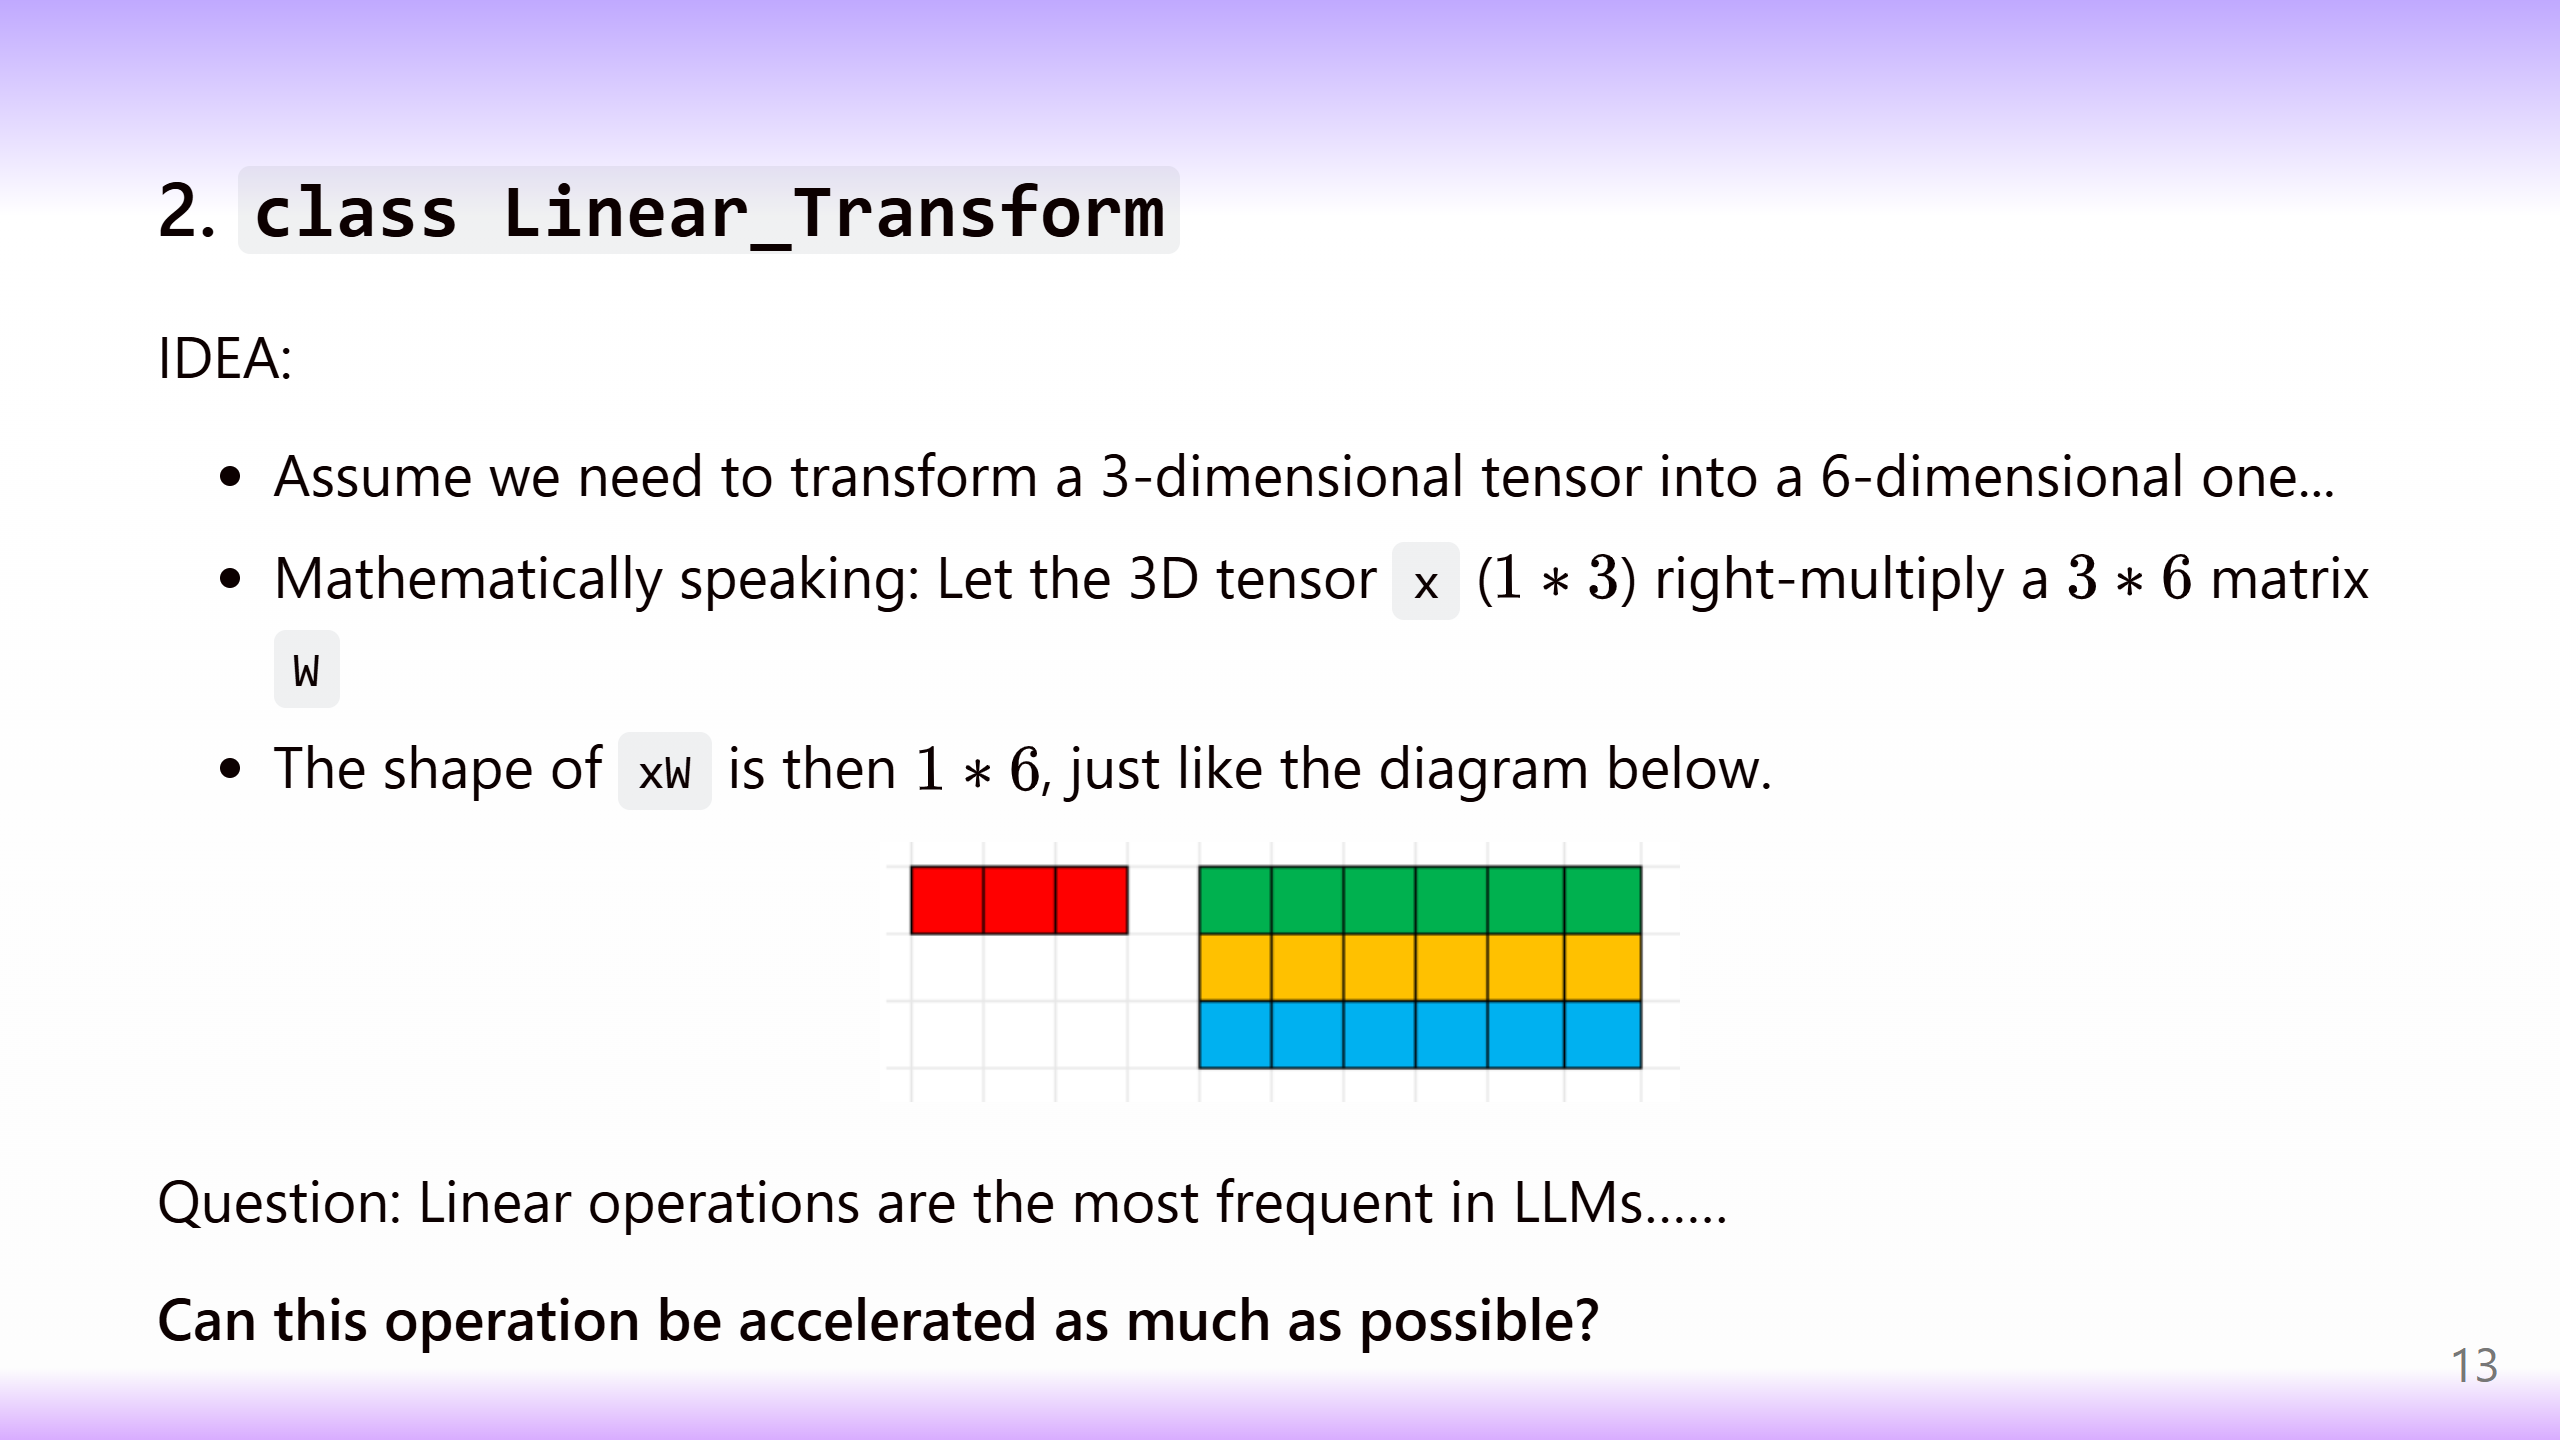 2. class Linear_Transform
IDEA:
• Assume we need to transform a 3-dimensional tensor into a 6-dimensional one...
• Mathematically speaking: Let the 3D tensor x (1 ∗ 3) right-multiply a 3 ∗ 6 matrix
W
• The shape of xW is then 1 ∗ 6, just like the diagram below.
Question: Linear operations are the most frequent in LLMs......
Can this operation be accelerated as much as possible?
13